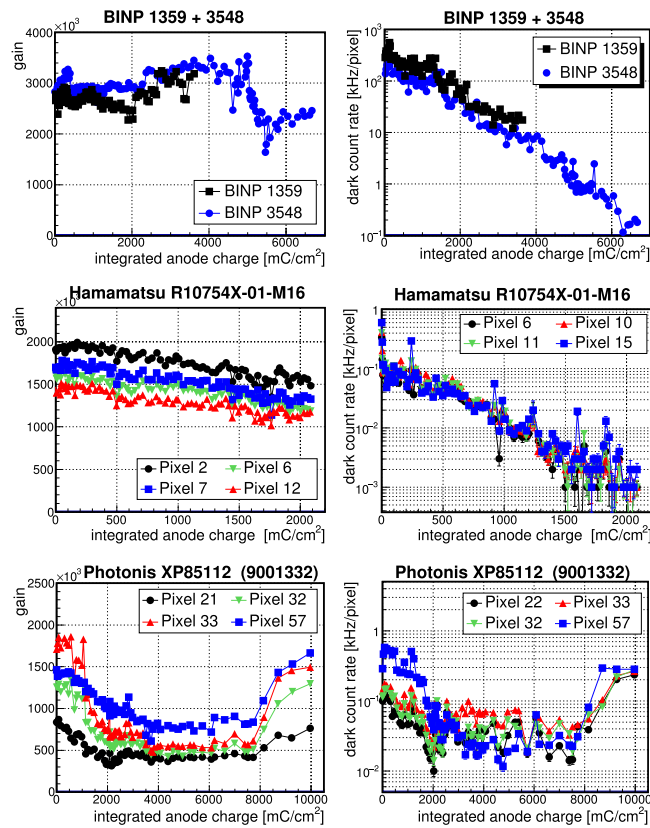 BINP 1359 + 3548
×10³
gain
4000
3000
2000
1000
0
BINP 1359
BINP 3548
0 2000 4000 6000
integrated anode charge [mC/cm²]
BINP 1359 + 3548
dark count rate [kHz/pixel]
10³
10²
10
1
10⁻¹
BINP 1359
BINP 3548
0 2000 4000 6000
integrated anode charge [mC/cm²]
Hamamatsu R10754X-01-M16
×10³
gain
2000
1500
1000
500
0
Pixel 2 Pixel 6
Pixel 7 Pixel 12
0 500 1000 1500 2000
integrated anode charge [mC/cm²]
Hamamatsu R10754X-01-M16
dark count rate [kHz/pixel]
1
10⁻¹
10⁻²
10⁻³
Pixel 6 Pixel 10
Pixel 11 Pixel 15
0 500 1000 1500 2000
integrated anode charge [mC/cm²]
Photonis XP85112 (9001332)
×10³
gain
2500
2000
1500
1000
500
0
Pixel 21 Pixel 32
Pixel 33 Pixel 57
0 2000 4000 6000 8000 10000
integrated anode charge [mC/cm²]
Photonis XP85112 (9001332)
dark count rate [kHz/pixel]
1
10⁻¹
10⁻²
Pixel 22 Pixel 33
Pixel 32 Pixel 57
0 2000 4000 6000 8000 10000
integrated anode charge [mC/cm²]